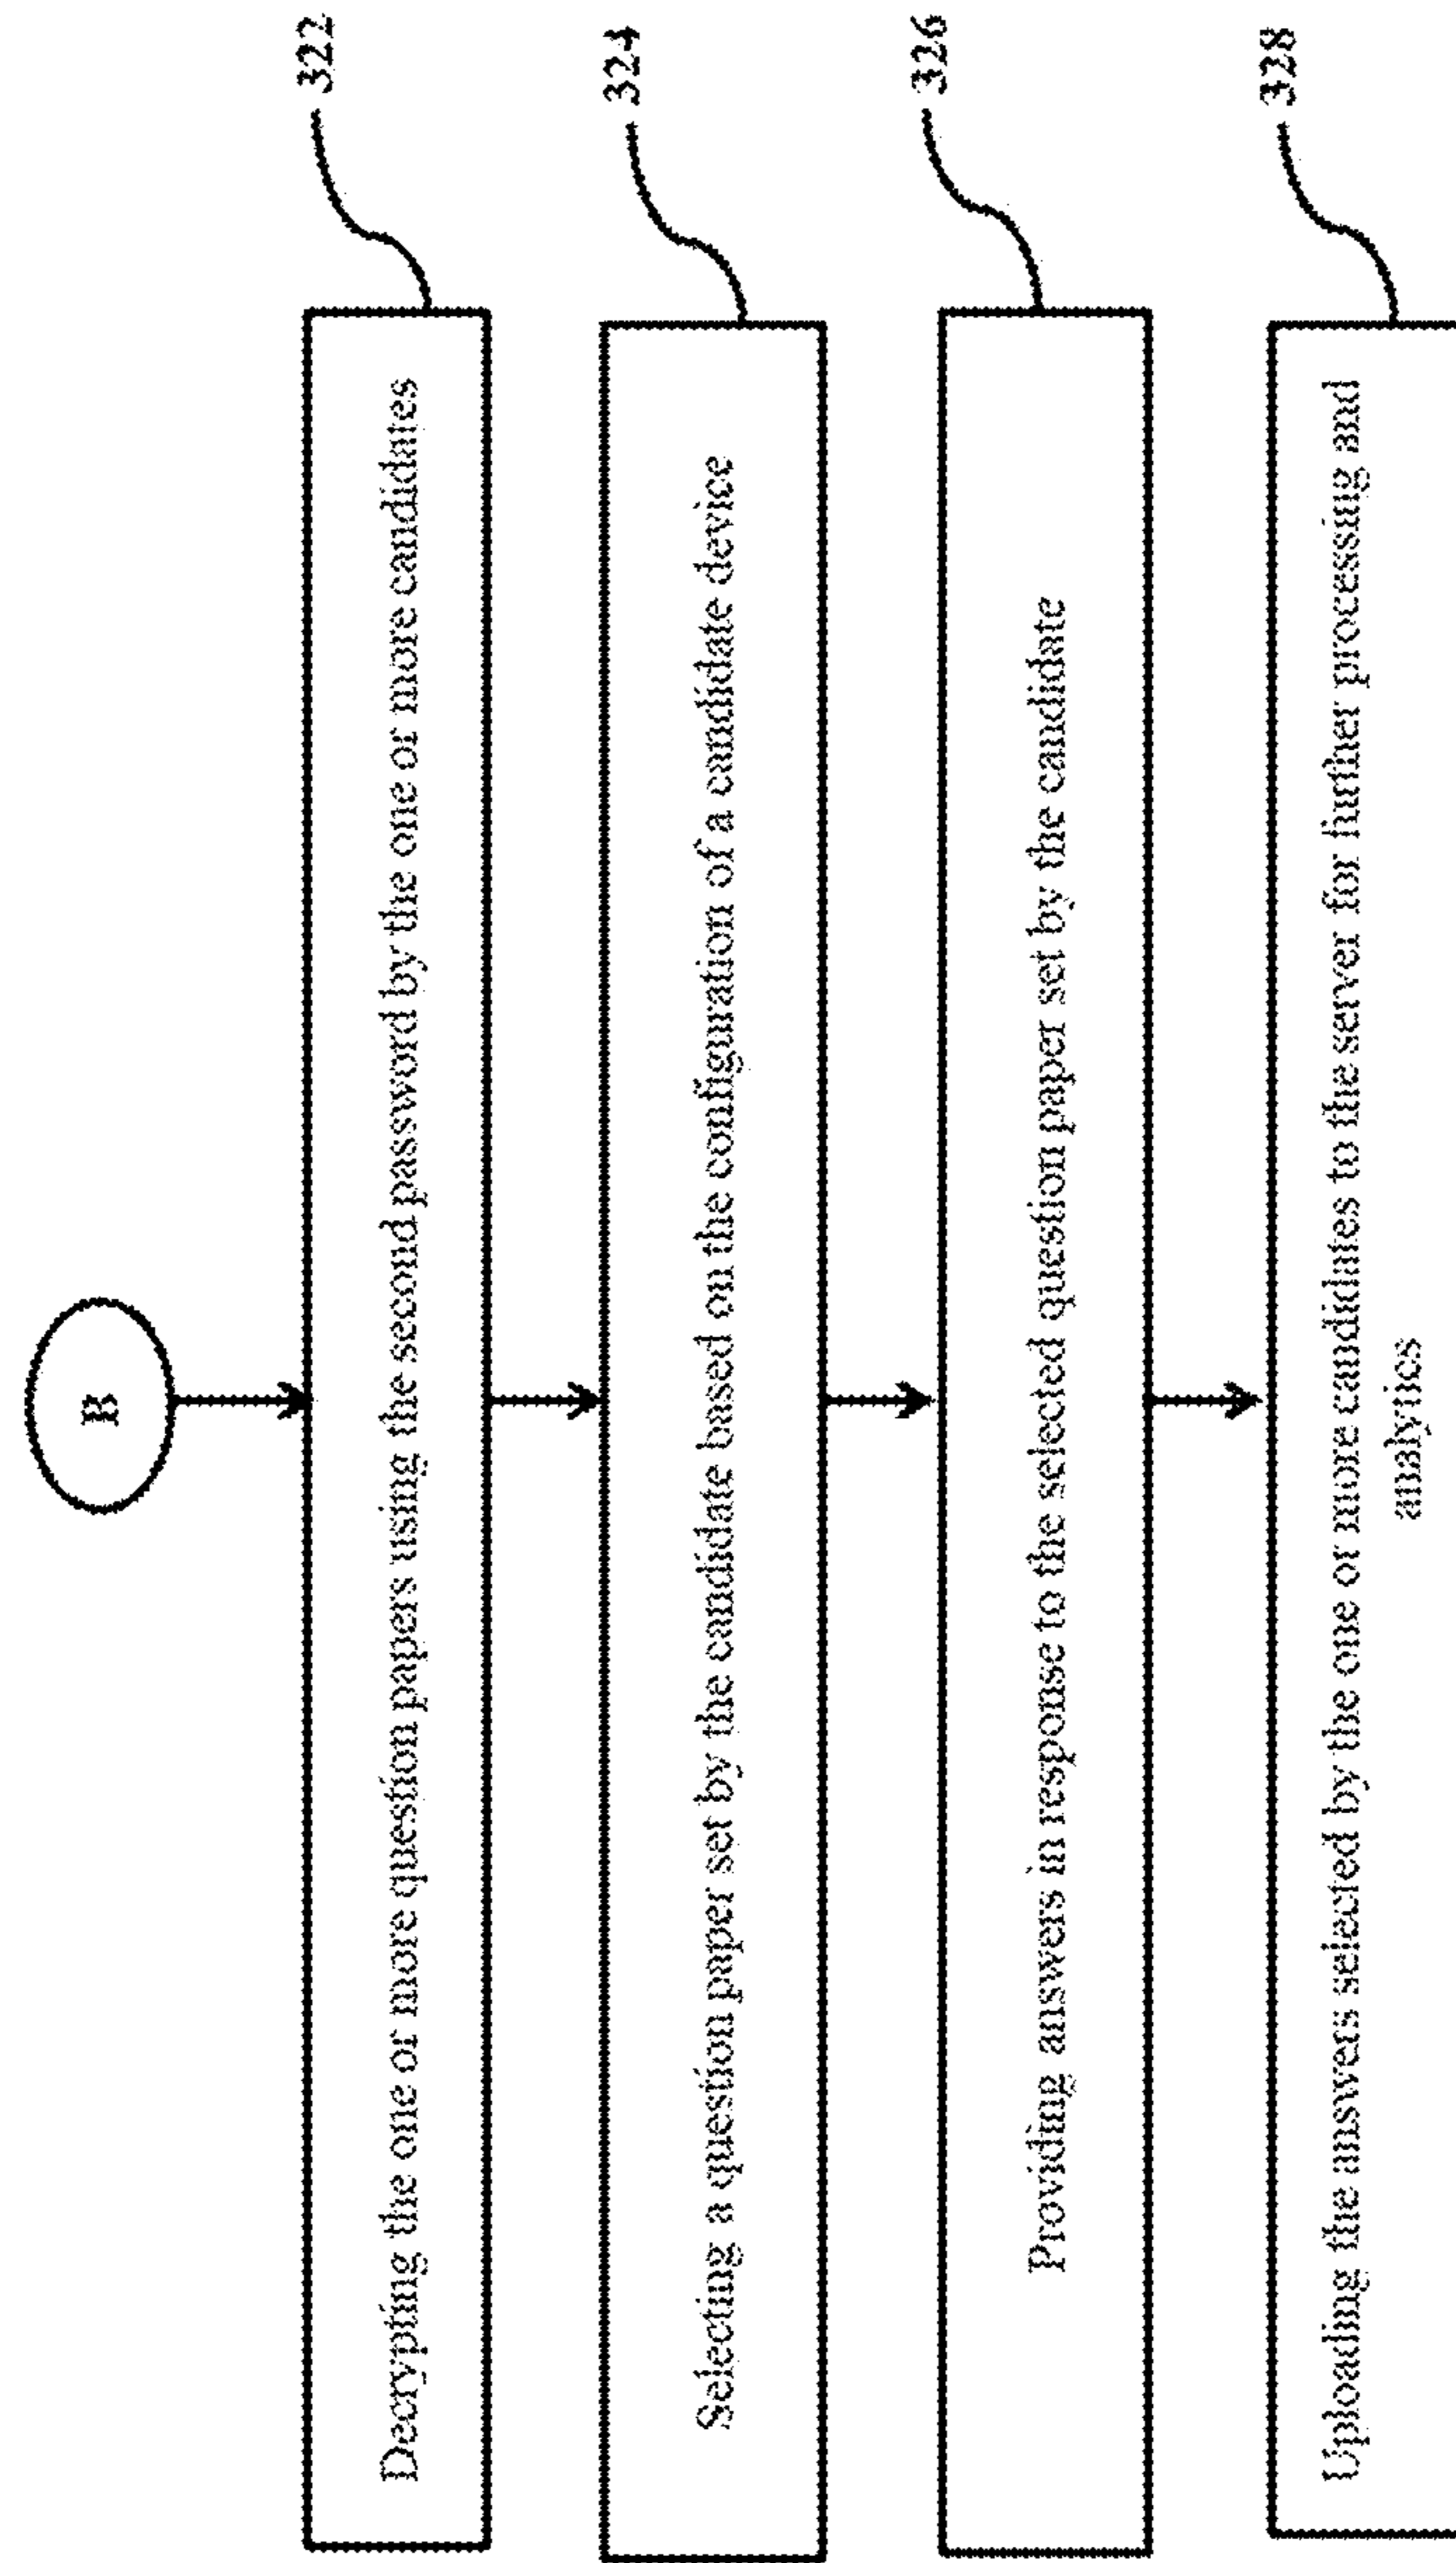 B
Decrypting the one or more question papers using the second password by the one or more candidates
322
Selecting a question paper set by the candidate based on the configuration of a candidate device
324
Providing answers in response to the selected question paper set by the candidate
326
Uploading the answers selected by the one or more candidates to the server for further processing and
analytics
328